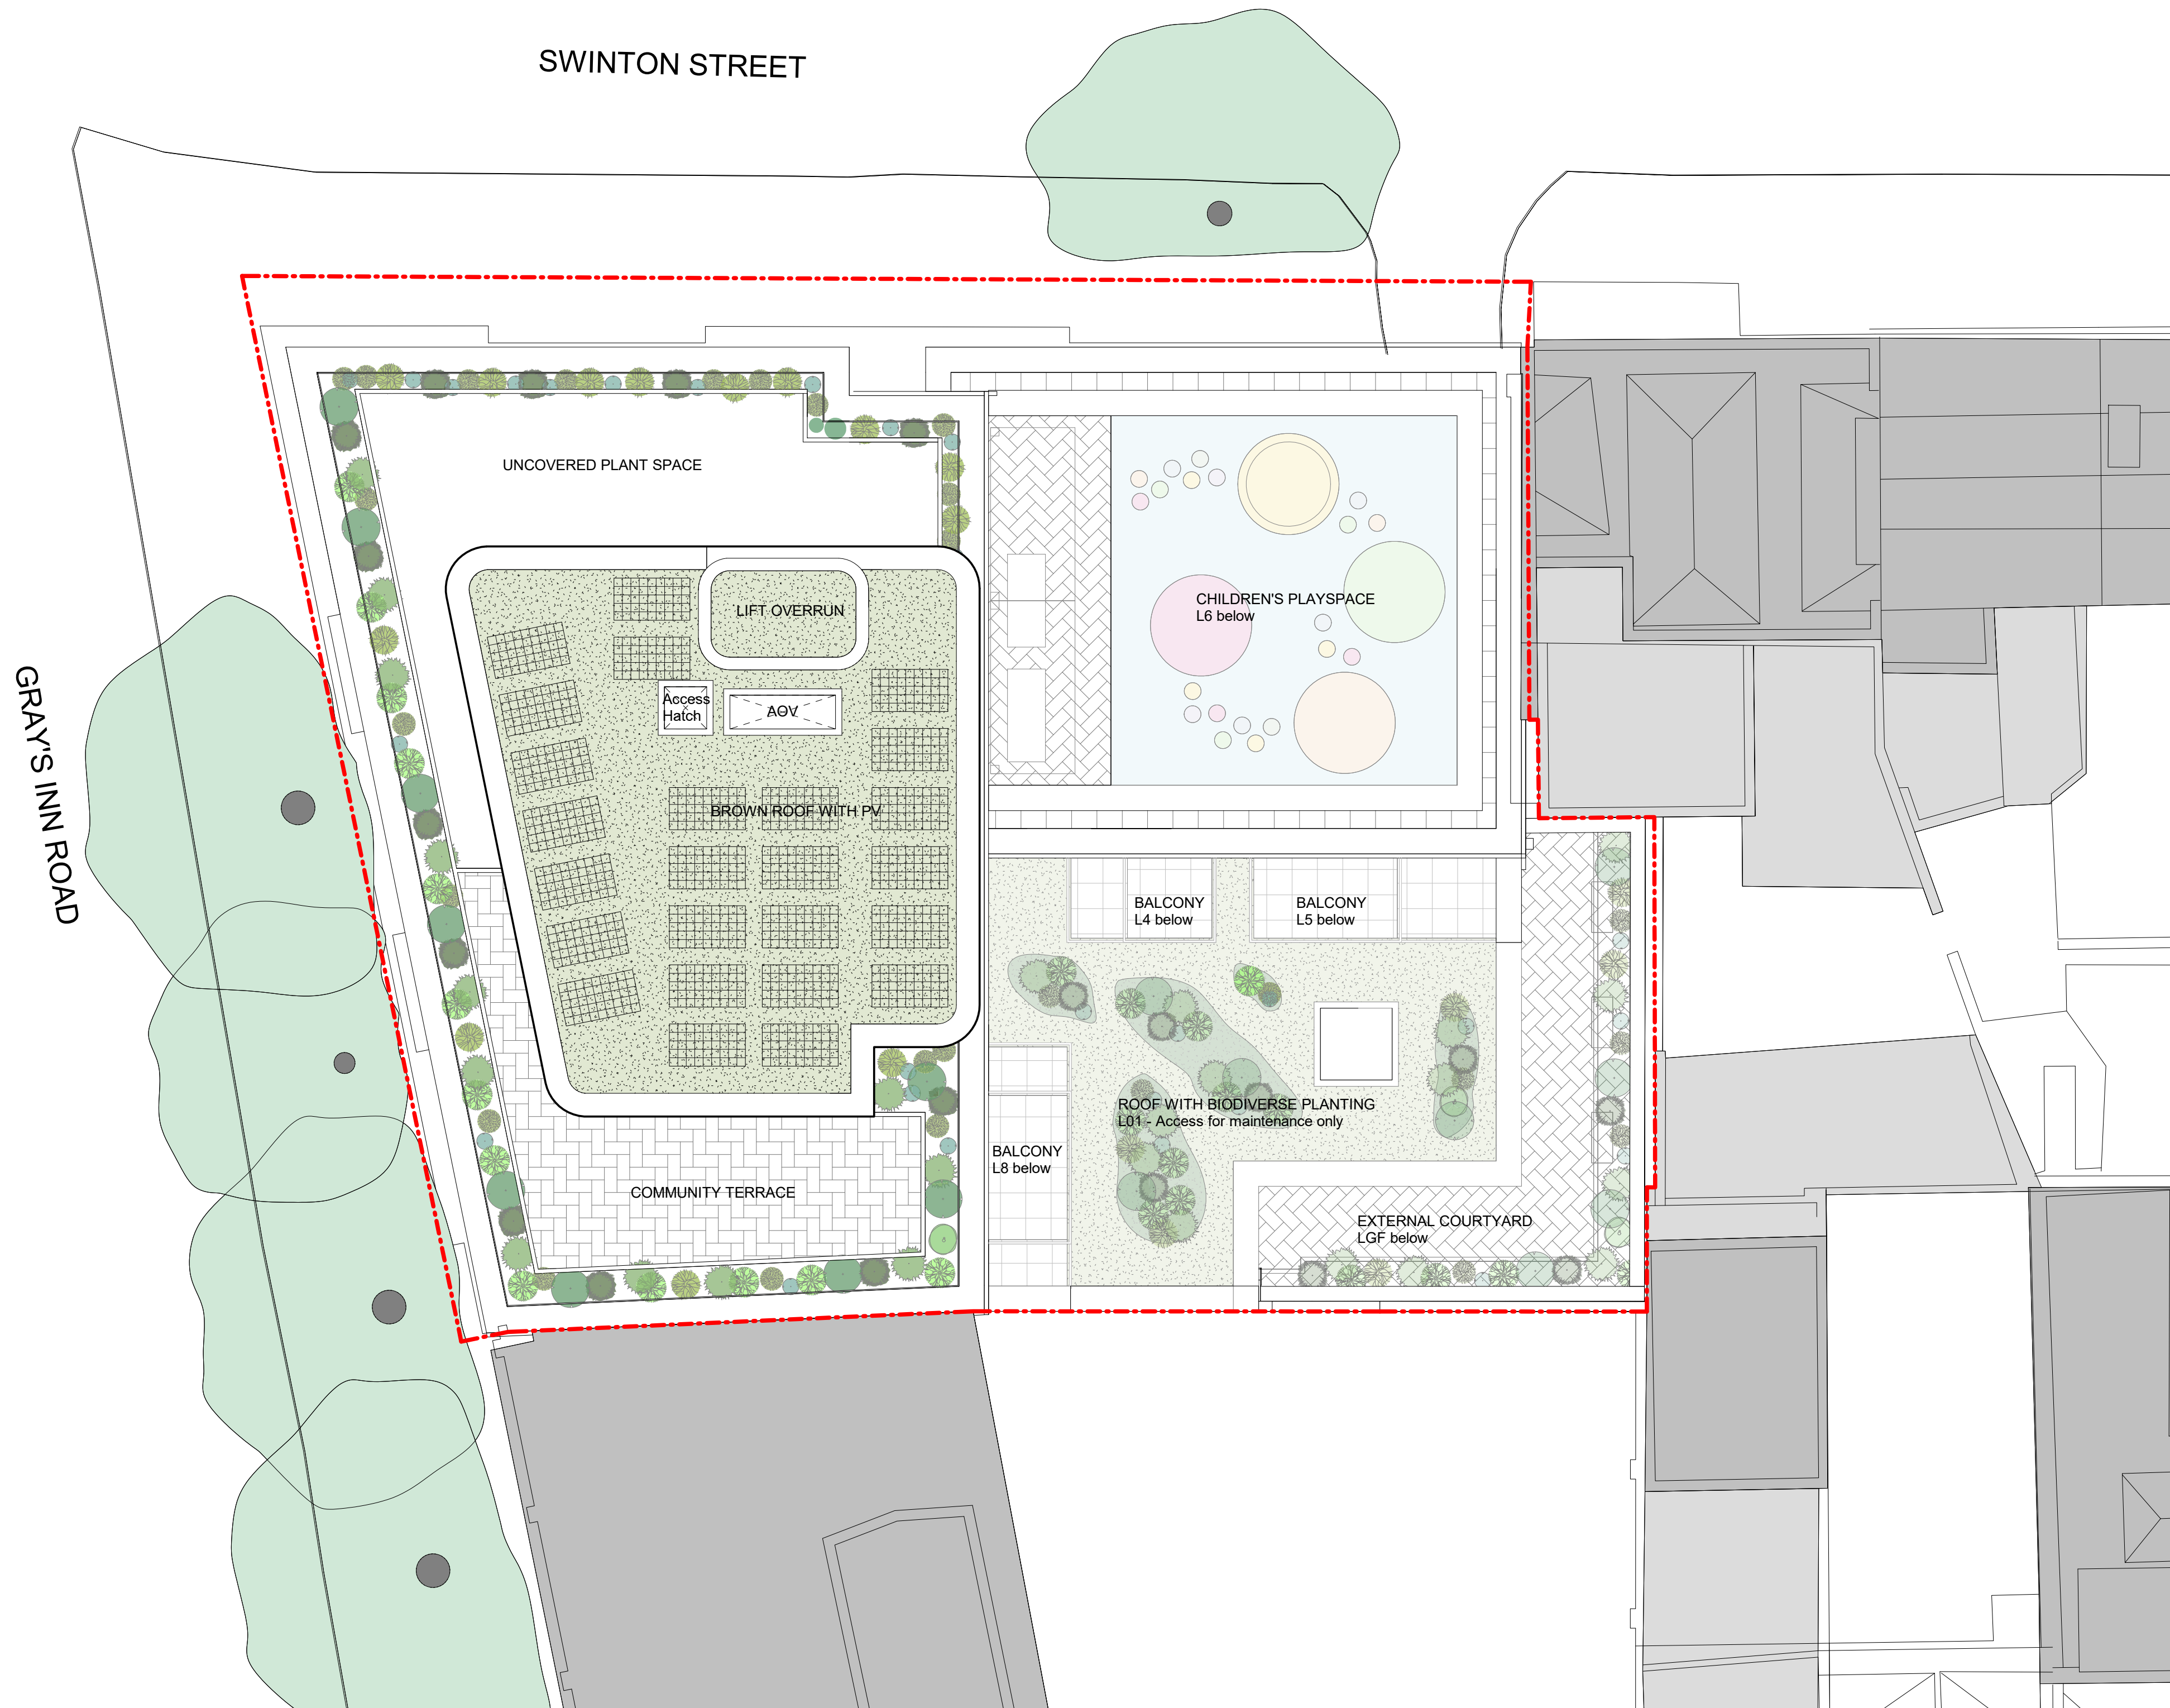 SWINTON STREET
GRAY'S INN ROAD
UNCOVERED PLANT SPACE
LIFT OVERRUN
CHILDREN'S PLAYSPACE
L6 below
Access
Hatch
AOV
BROWN ROOF WITH PV
BALCONY
L4 below
BALCONY
L5 below
ROOF WITH BIODIVERSE PLANTING
L01 - Access for maintenance only
BALCONY
L8 below
COMMUNITY TERRACE
EXTERNAL COURTYARD
LGF below